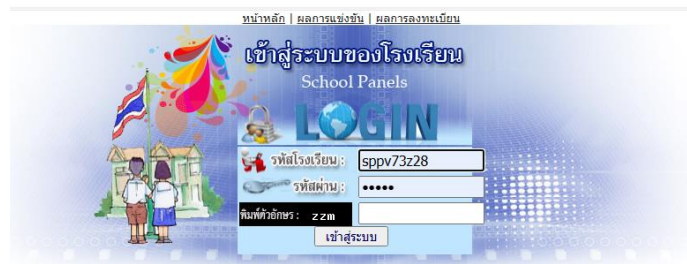 หน้าหลัก | ผลการแข่งขัน | ผลการลงทะเบียน
เข้าสู่ระบบของโรงเรียน
School Panels
LOGIN
รหัสโรงเรียน : sppv73z28
รหัสผ่าน : •••••
พิมพ์ตัวอักษร : zzm
เข้าสู่ระบบ